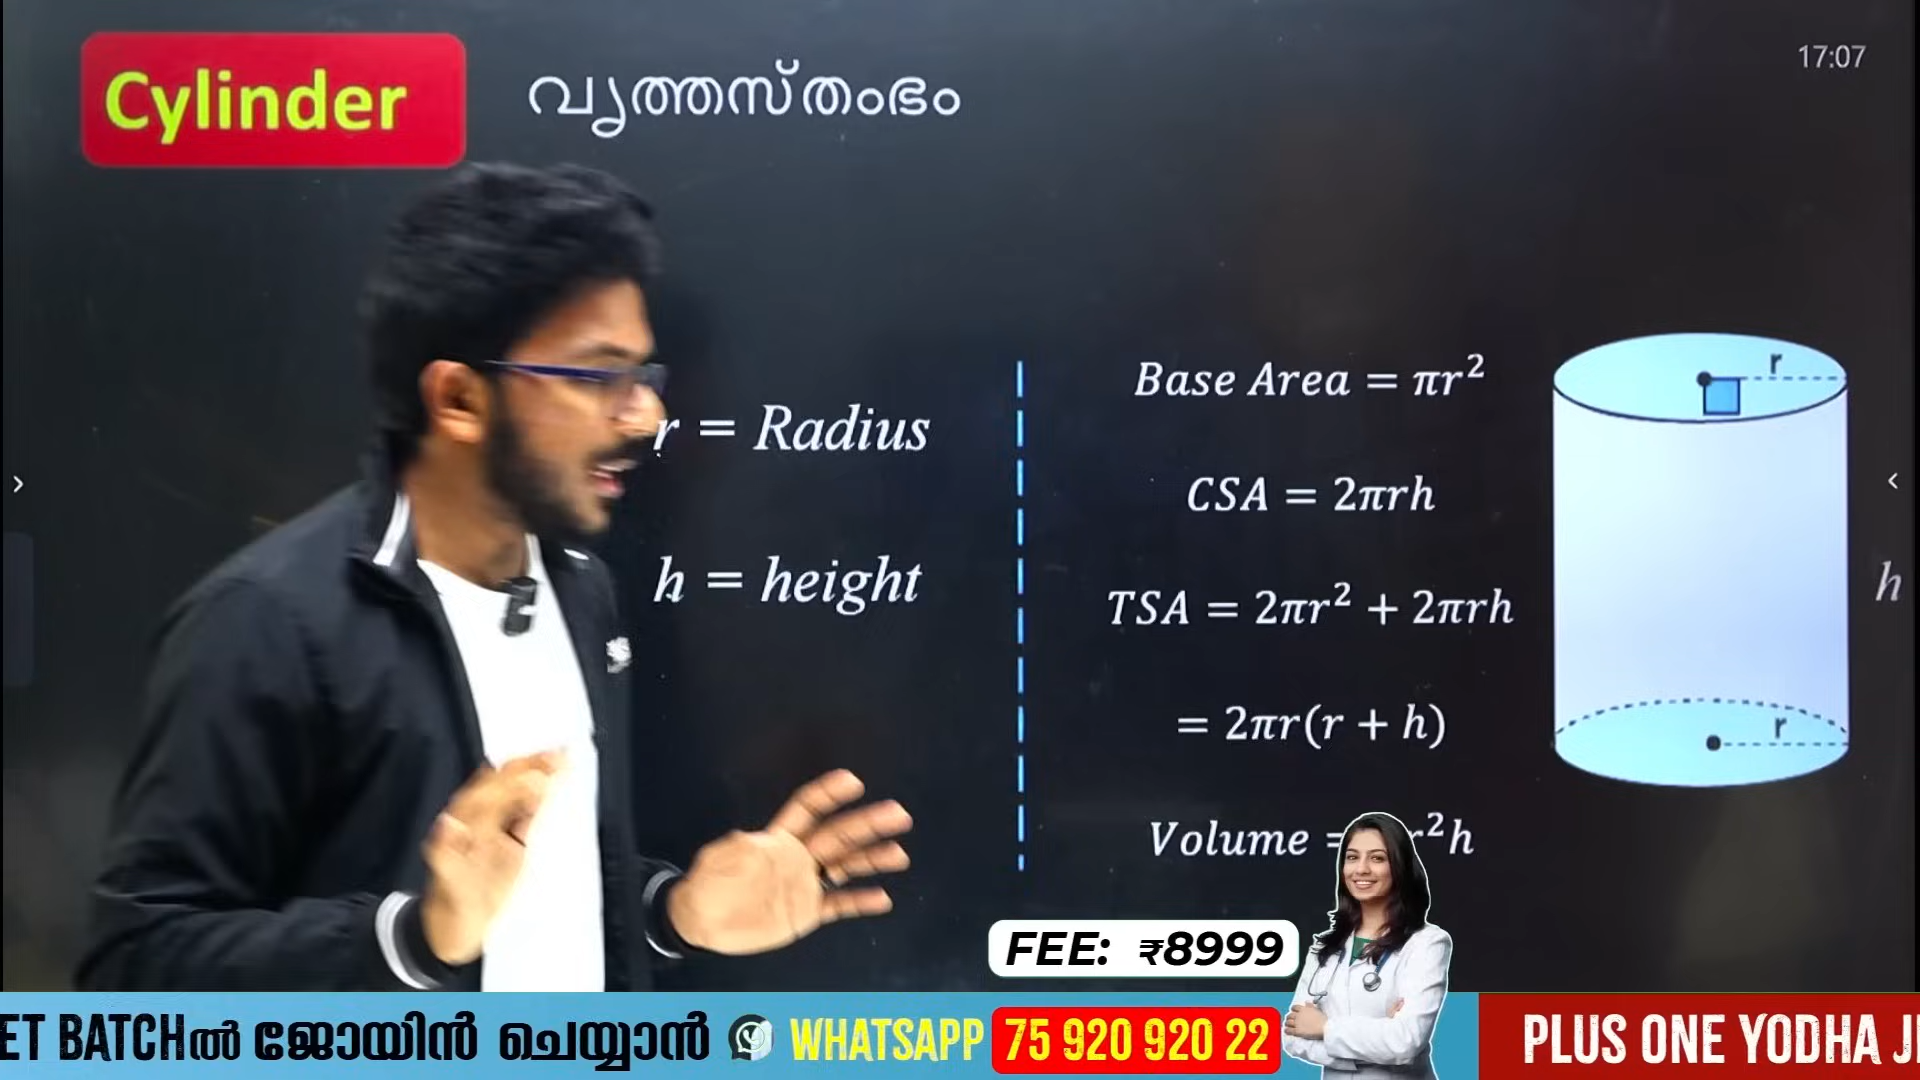 Cylinder
വൃത്തസ്തംഭം
17:07
r = Radius
h = height
Base Area = πr²
CSA = 2πrh
TSA = 2πr² + 2πrh
= 2πr(r + h)
Volume = r²h
r
h
r
FEE: ₹8999
ET BATCHൽ ജോയിൻ ചെയ്യാൻ WHATSAPP 75 920 920 22
PLUS ONE YODHA